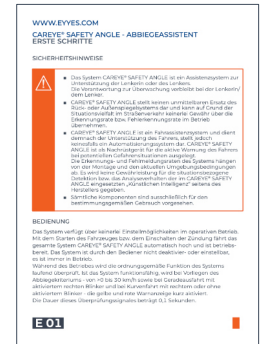 WWW.EYYES.COM
CAREYE® SAFETY ANGLE - ABBIEGEASSISTENT
ERSTE SCHRITTE
SICHERHEITSHINWEISE
Das System CAREYE® SAFETY ANGLE ist ein Assistenzsystem zur
Unterstützung der Lenkerin oder des Lenkers.
Die Verantwortung zur Überwachung verbleibt bei der Lenkerin/
dem Lenker.
CAREYE® SAFETY ANGLE stellt keinen unmittelbaren Ersatz des
Rück- oder Außenspiegelsystems dar und kann auf Grund der
Situationsvielfalt im Straßenverkehr keinerlei Gewähr über die
Erkennungsrate bzw. Fehlerkennungsrate im Betrieb
übernehmen.
CAREYE® SAFETY ANGLE ist ein Fahrassistenzsystem und dient
demnach der Unterstützung des Fahrers, stellt jedoch
keinesfalls ein Automatisierungssystem dar. CAREYE® SAFETY
ANGLE ist als Nachrüstgerät für die aktive Warnung des Fahrers
bei potenziellen Gefahrensituationen ausgelegt.
Die Erkennungs- und Fehlmeldungsraten des Systems hängen
von der Montage und den aktuellen Umgebungsbedingungen
ab. Es wird keine Gewährleistung für die situationsbezogene
Detektion bzw. das Analyseverhalten der im CAREYE® SAFETY
ANGLE eingesetzten „Künstlichen Intelligenz" seitens des
Herstellers gegeben.
Sämtliche Komponenten sind ausschließlich für den
bestimmungsgemäßen Gebrauch vorgesehen.
BEDIENUNG
Das System verfügt über keinerlei Einstellmöglichkeiten im operativen Betrieb.
Mit dem Starten des Fahrzeuges bzw. dem Einschalten der Zündung fährt das
gesamte System CAREYE® SAFETY ANGLE automatisch hoch und ist betriebs-
bereit. Das System ist durch den Bediener nicht deaktivier- oder einstellbar,
es ist immer in Betrieb.
Während des Betriebes wird die ordnungsgemäße Funktion des Systems
laufend überprüft. Ist das System funktionsfähig, wird bei Vorliegen des
Abbiegekriteriums - von >0 bis 30 km/h sowie bei Geradeausfahrt mit
aktiviertem rechten Blinker und bei Kurvenfahrt mit rechtem oder ohne
aktiviertem Blinker - die gelbe und rote Warnanzeige kurz aktiviert.
Die Dauer dieses Überprüfungssignales beträgt 0,2 Sekunden.
E 01